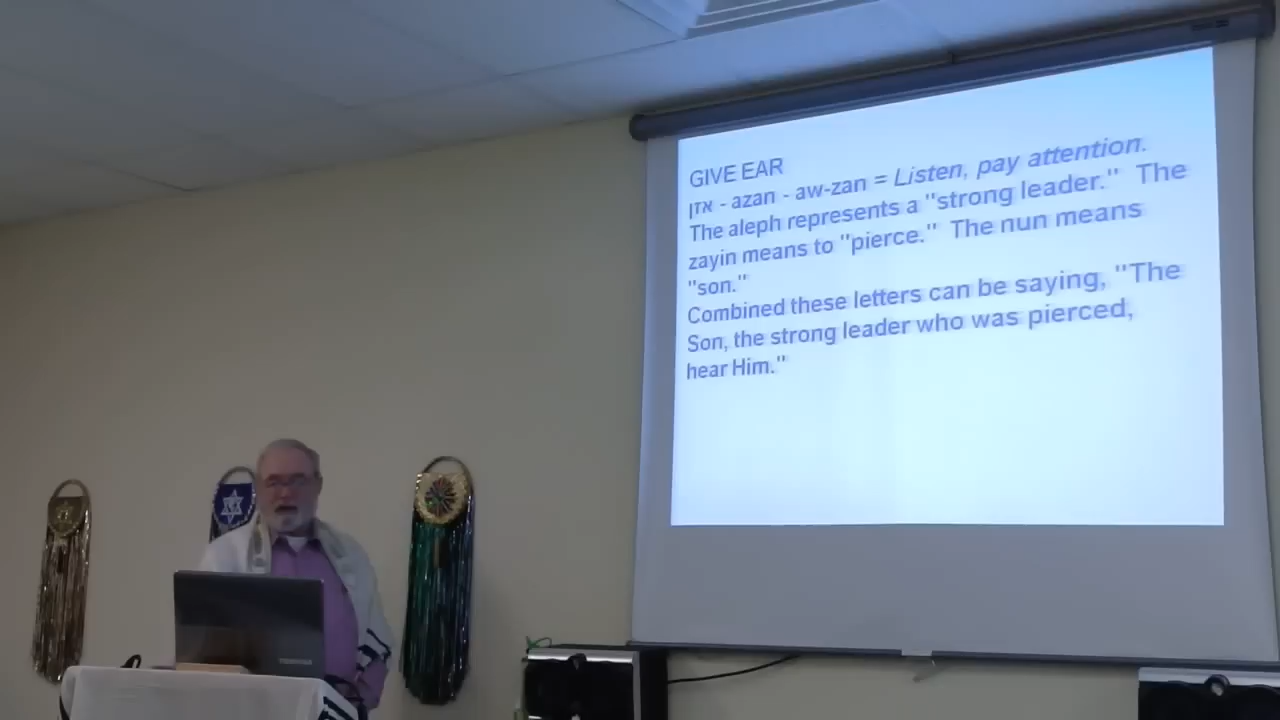 GIVE EAR
אזן - azan - aw-zan = Listen, pay attention.
The aleph represents a "strong leader." The
zayin means to "pierce." The nun means
"son."
Combined these letters can be saying, "The
Son, the strong leader who was pierced,
hear Him."
TOSHIBA